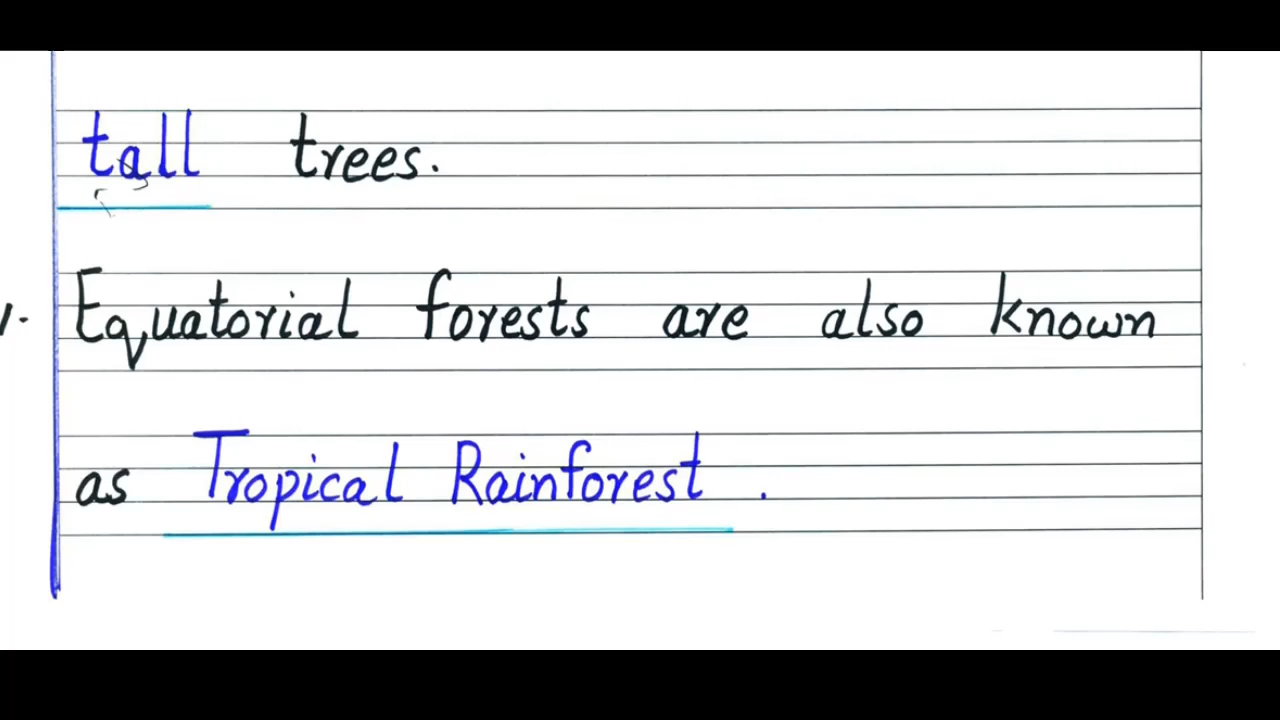 tall trees.
Equatorial forests are also known
as Tropical Rainforest.